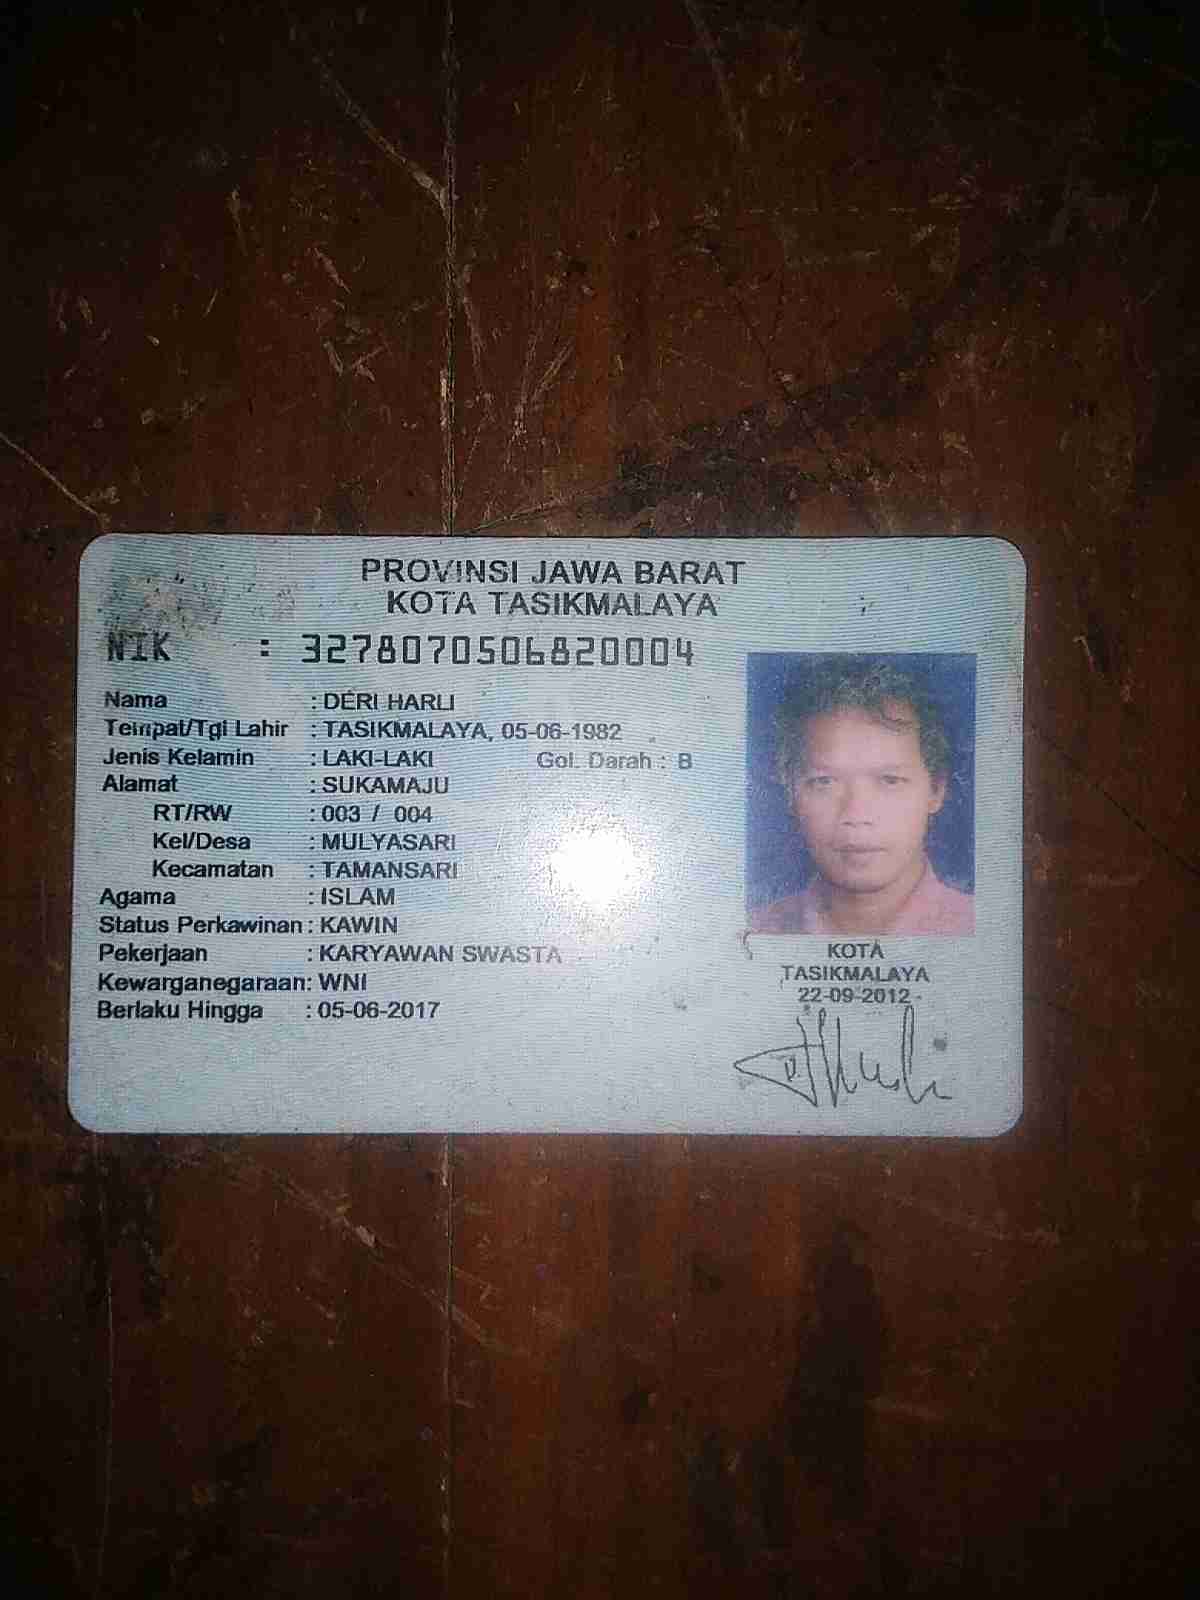 PROVINSI JAWA BARAT
KOTA TASIKMALAYA
NIK : 3278070506820004
Nama : DERI HARLI
Tempat/Tgl Lahir : TASIKMALAYA, 05-06-1982
Jenis Kelamin : LAKI-LAKI Gol. Darah : B
Alamat : SUKAMAJU
RT/RW : 003 / 004
Kel/Desa : MULYASARI
Kecamatan : TAMANSARI
Agama : ISLAM
Status Perkawinan : KAWIN
Pekerjaan : KARYAWAN SWASTA
Kewarganegaraan : WNI
Berlaku Hingga : 05-06-2017
KOTA
TASIKMALAYA
22-09-2012